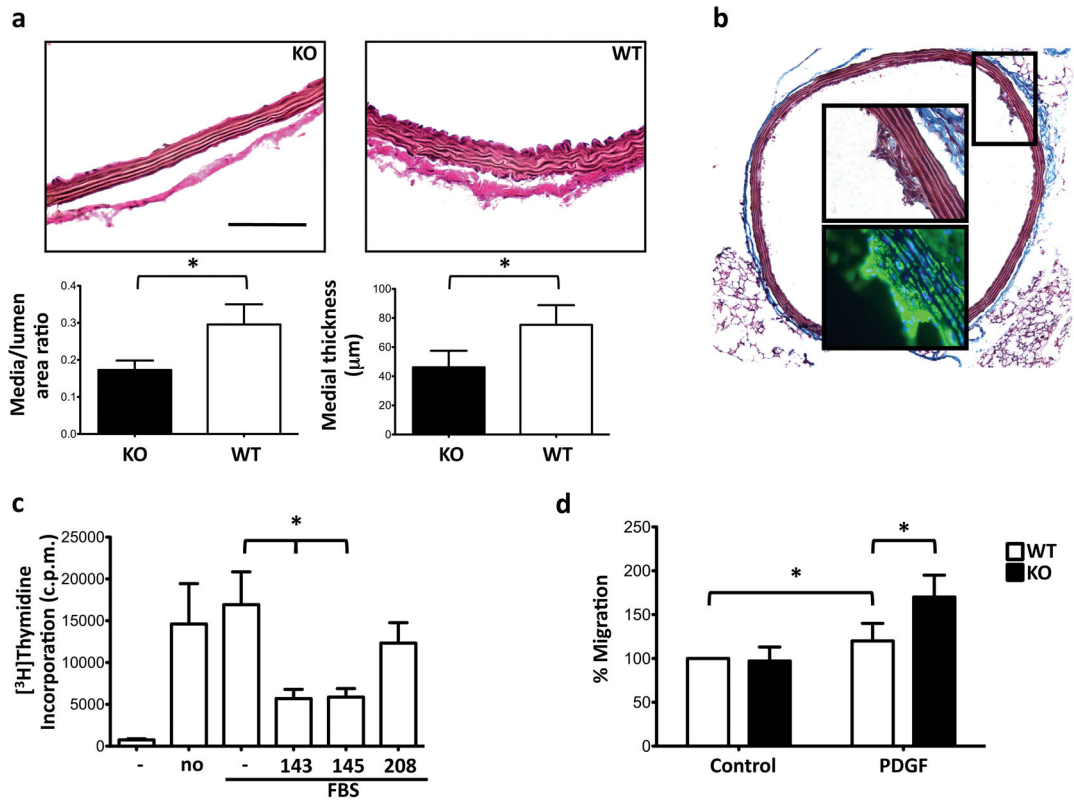 a
KO
WT
*
Media/lumen
area ratio
0.4
0.3
0.2
0.1
0.0
KO WT
*
Medial thickness
(μm)
100
80
60
40
20
0
KO WT
b
c
[³H]Thymidine
Incorporation (c.p.m.)
25000
20000
15000
10000
5000
0
*
- no - 143 145 208
FBS
d
% Migration
250
200
150
100
50
0
*
*
WT
KO
Control PDGF